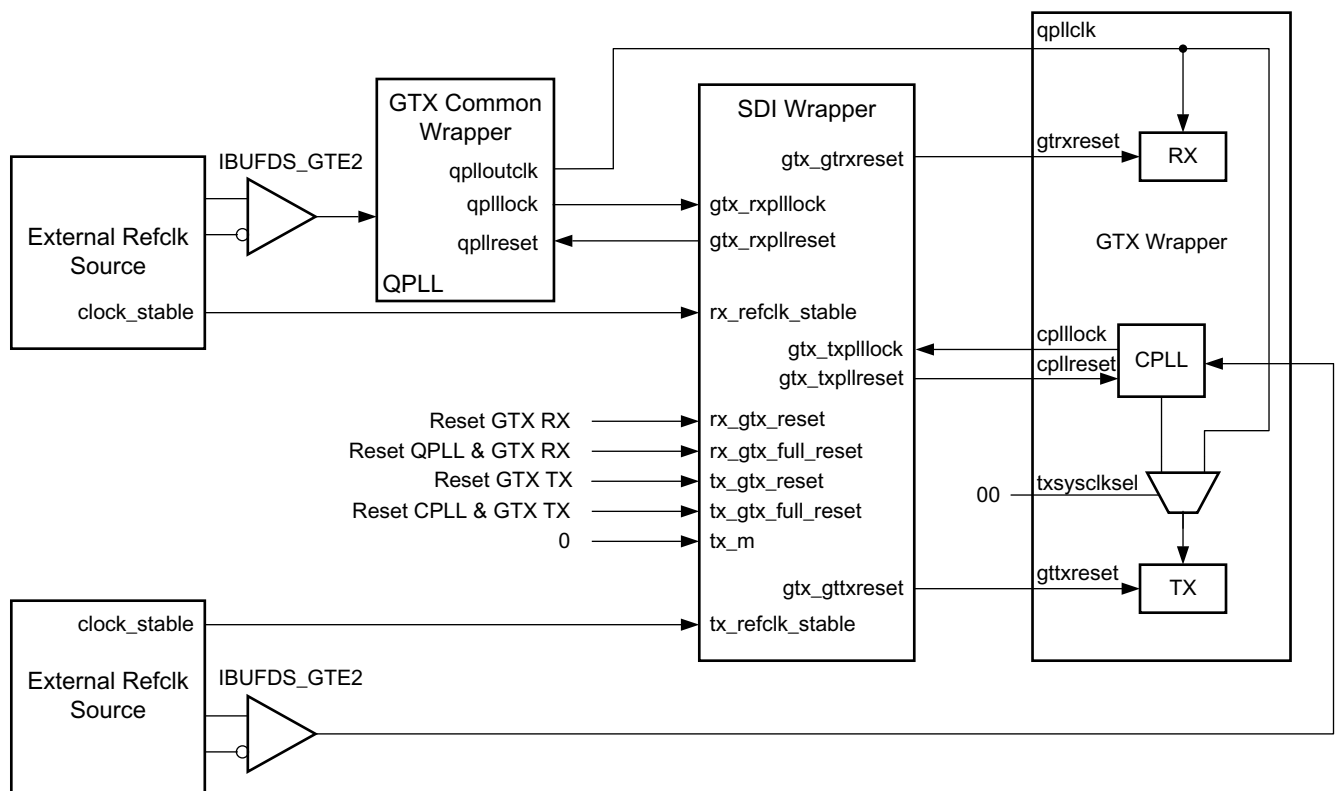 qpllclk
GTX Common
Wrapper
qplloutclk
qplllock
qpllreset
QPLL
SDI Wrapper
gtx_gtrxreset
gtx_rxplllock
gtx_rxpllreset
rx_refclk_stable
gtx_txplllock
gtx_txpllreset
rx_gtx_reset
rx_gtx_full_reset
tx_gtx_reset
tx_gtx_full_reset
tx_m
gtx_gttxreset
tx_refclk_stable
gtrxreset
RX
GTX Wrapper
cplllock
cpllreset
CPLL
txsysclksel
00
gttxreset
TX
IBUFDS_GTE2
External Refclk
Source
clock_stable
Reset GTX RX
Reset QPLL & GTX RX
Reset GTX TX
Reset CPLL & GTX TX
0
clock_stable
External Refclk
Source
IBUFDS_GTE2